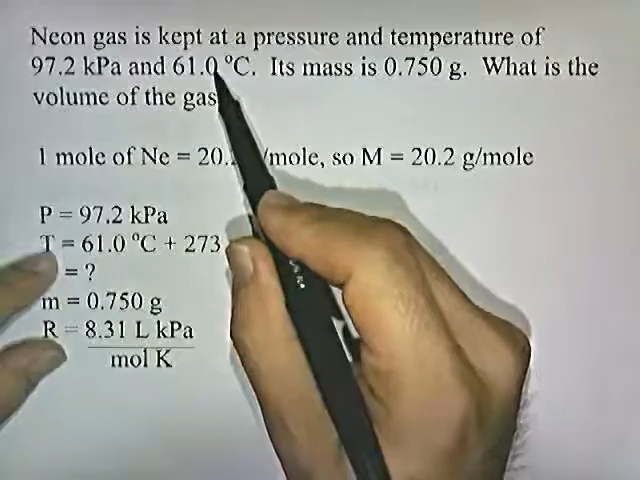 Neon gas is kept at a pressure and temperature of
97.2 kPa and 61.0 ºC. Its mass is 0.750 g. What is the
volume of the gas
1 mole of Ne = 20. /mole, so M = 20.2 g/mole
P = 97.2 kPa
T = 61.0 ºC + 273
= ?
m = 0.750 g
R = 8.31 L kPa
mol K